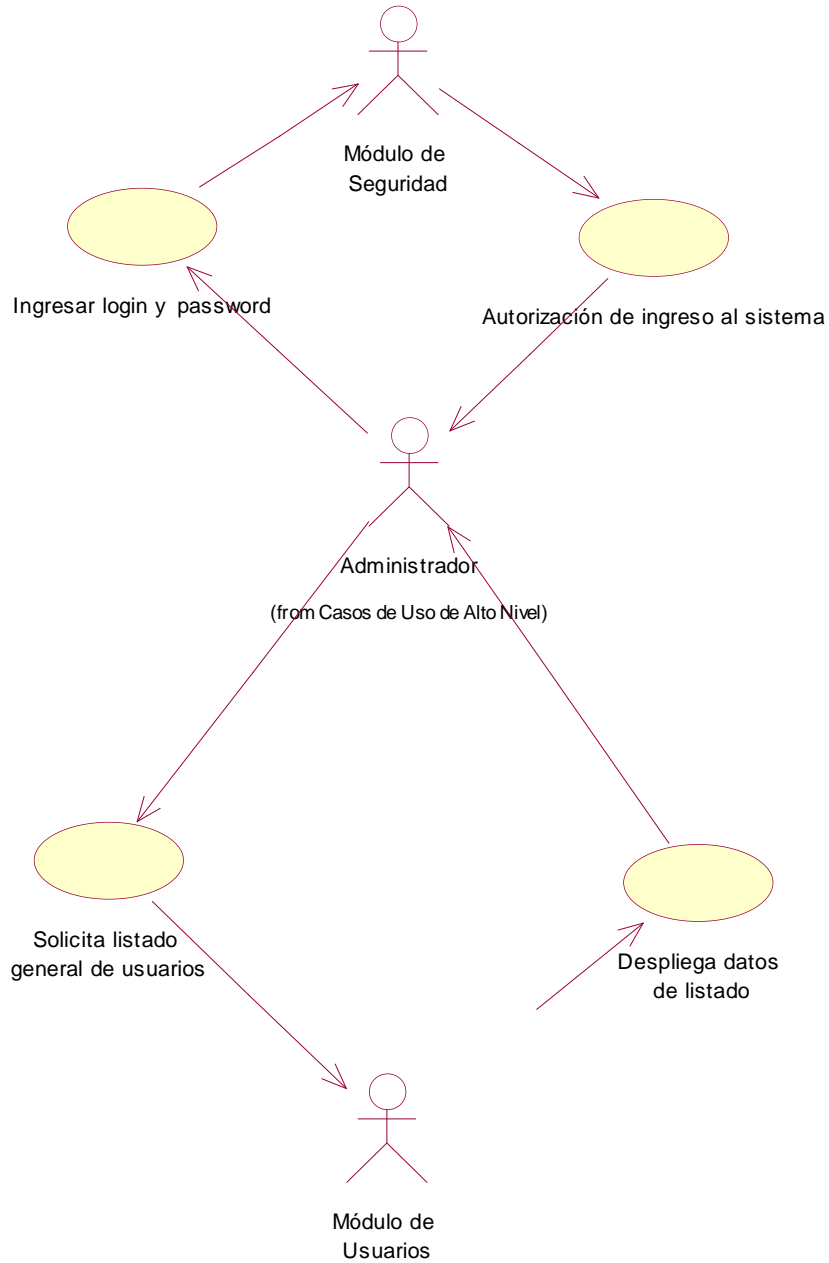 Módulo de
Seguridad
Ingresar login y password
Autorización de ingreso al sistema
Administrador
(from Casos de Uso de Alto Nivel)
Solicita listado
general de usuarios
Despliega datos
de listado
Módulo de
Usuarios